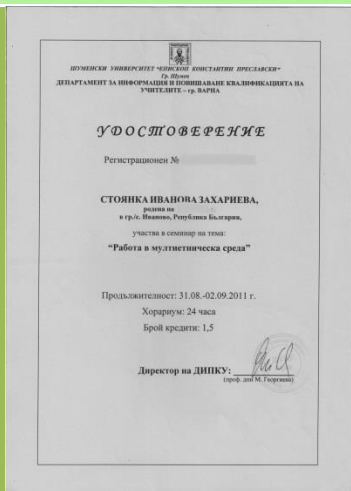 ШУМЕНСКИ УНИВЕРСИТЕТ “ЕПИСКОП КОНСТАНТИН ПРЕСЛАВСКИ”
Гр. Шумен
ДЕПАРТАМЕНТ ЗА ИНФОРМАЦИЯ И ПОВИШАВАНЕ КВАЛИФИКАЦИЯТА НА
УЧИТЕЛИТЕ – гр. ВАРНА
УДОСТОВЕРЕНИЕ
Регистрационен №
СТОЯНКА ИВАНОВА ЗАХАРИЕВА,
родена на
в гр./с. Иваново, Република България,
участва в семинар на тема:
“Работа в мултиетническа среда”
Продължителност: 31.08.-02.09.2011 г.
Хорариум: 24 часа
Брой кредити: 1,5
Директор на ДИПКУ:
(проф. дпн М. Георгиева)